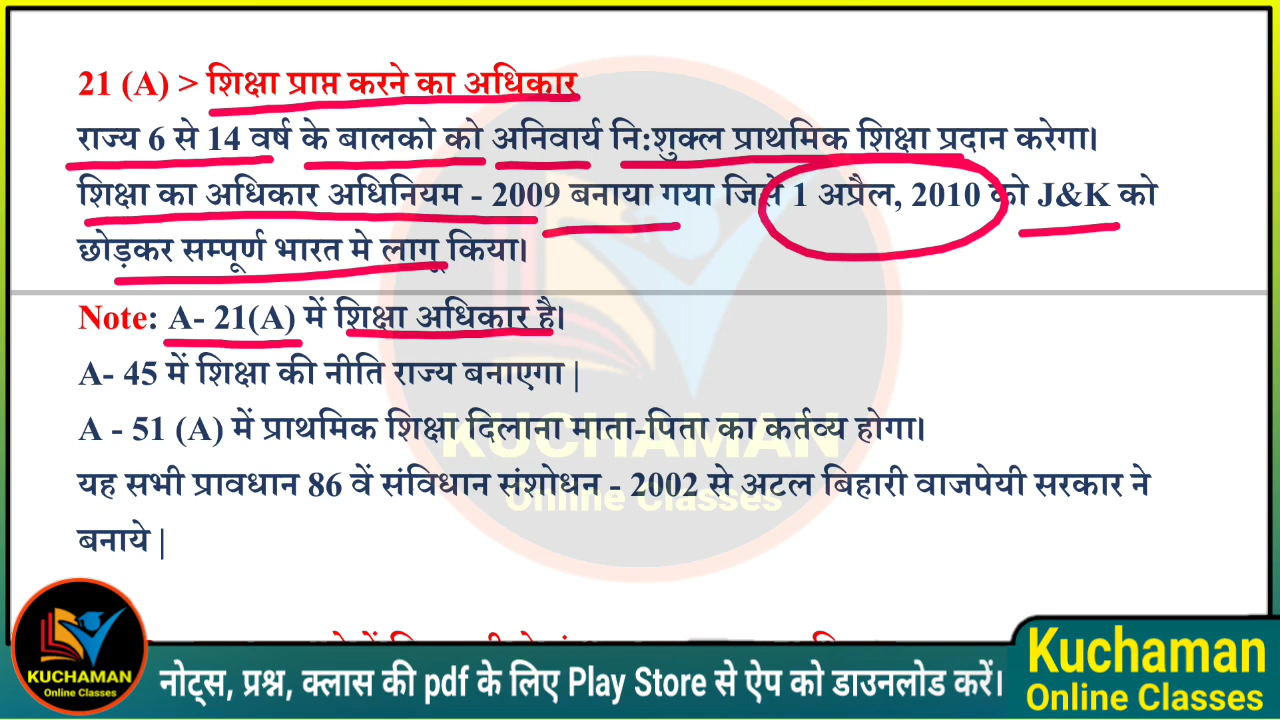 21 (A) > शिक्षा प्राप्त करने का अधिकार
राज्य 6 से 14 वर्ष के बालको को अनिवार्य नि:शुक्ल प्राथमिक शिक्षा प्रदान करेगा।
शिक्षा का अधिकार अधिनियम - 2009 बनाया गया जिसे 1 अप्रैल, 2010 को J&K को
छोड़कर सम्पूर्ण भारत मे लागू किया।
Note: A- 21(A) में शिक्षा अधिकार है।
A- 45 में शिक्षा की नीति राज्य बनाएगा |
A - 51 (A) में प्राथमिक शिक्षा दिलाना माता-पिता का कर्तव्य होगा।
यह सभी प्रावधान 86 वें संविधान संशोधन - 2002 से अटल बिहारी वाजपेयी सरकार ने
बनाये |
KUCHAMAN
Online Classes
KUCHAMAN
Online Classes
नोट्स, प्रश्न, क्लास की pdf के लिए Play Store से ऐप को डाउनलोड करें।
Kuchaman
Online Classes